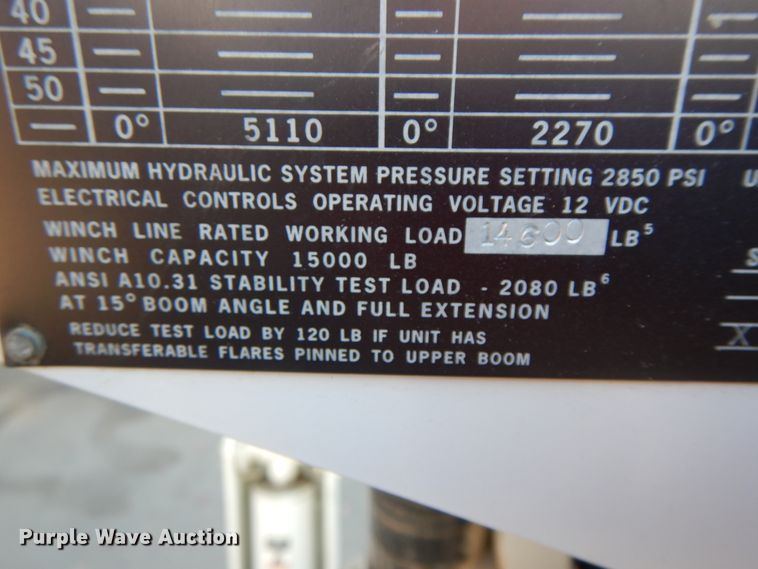 40 — — — —
45 — — — —
50 — — — —
— 0° 5110 0° 2270 0°
MAXIMUM HYDRAULIC SYSTEM PRESSURE SETTING 2850 PSI U
ELECTRICAL CONTROLS OPERATING VOLTAGE 12 VDC
WINCH LINE RATED WORKING LOAD 14600 LB⁵
WINCH CAPACITY 15000 LB
ANSI A10.31 STABILITY TEST LOAD - 2080 LB⁶
AT 15° BOOM ANGLE AND FULL EXTENSION
REDUCE TEST LOAD BY 120 LB IF UNIT HAS
TRANSFERABLE FLARES PINNED TO UPPER BOOM
S
X
Purple Wave Auction